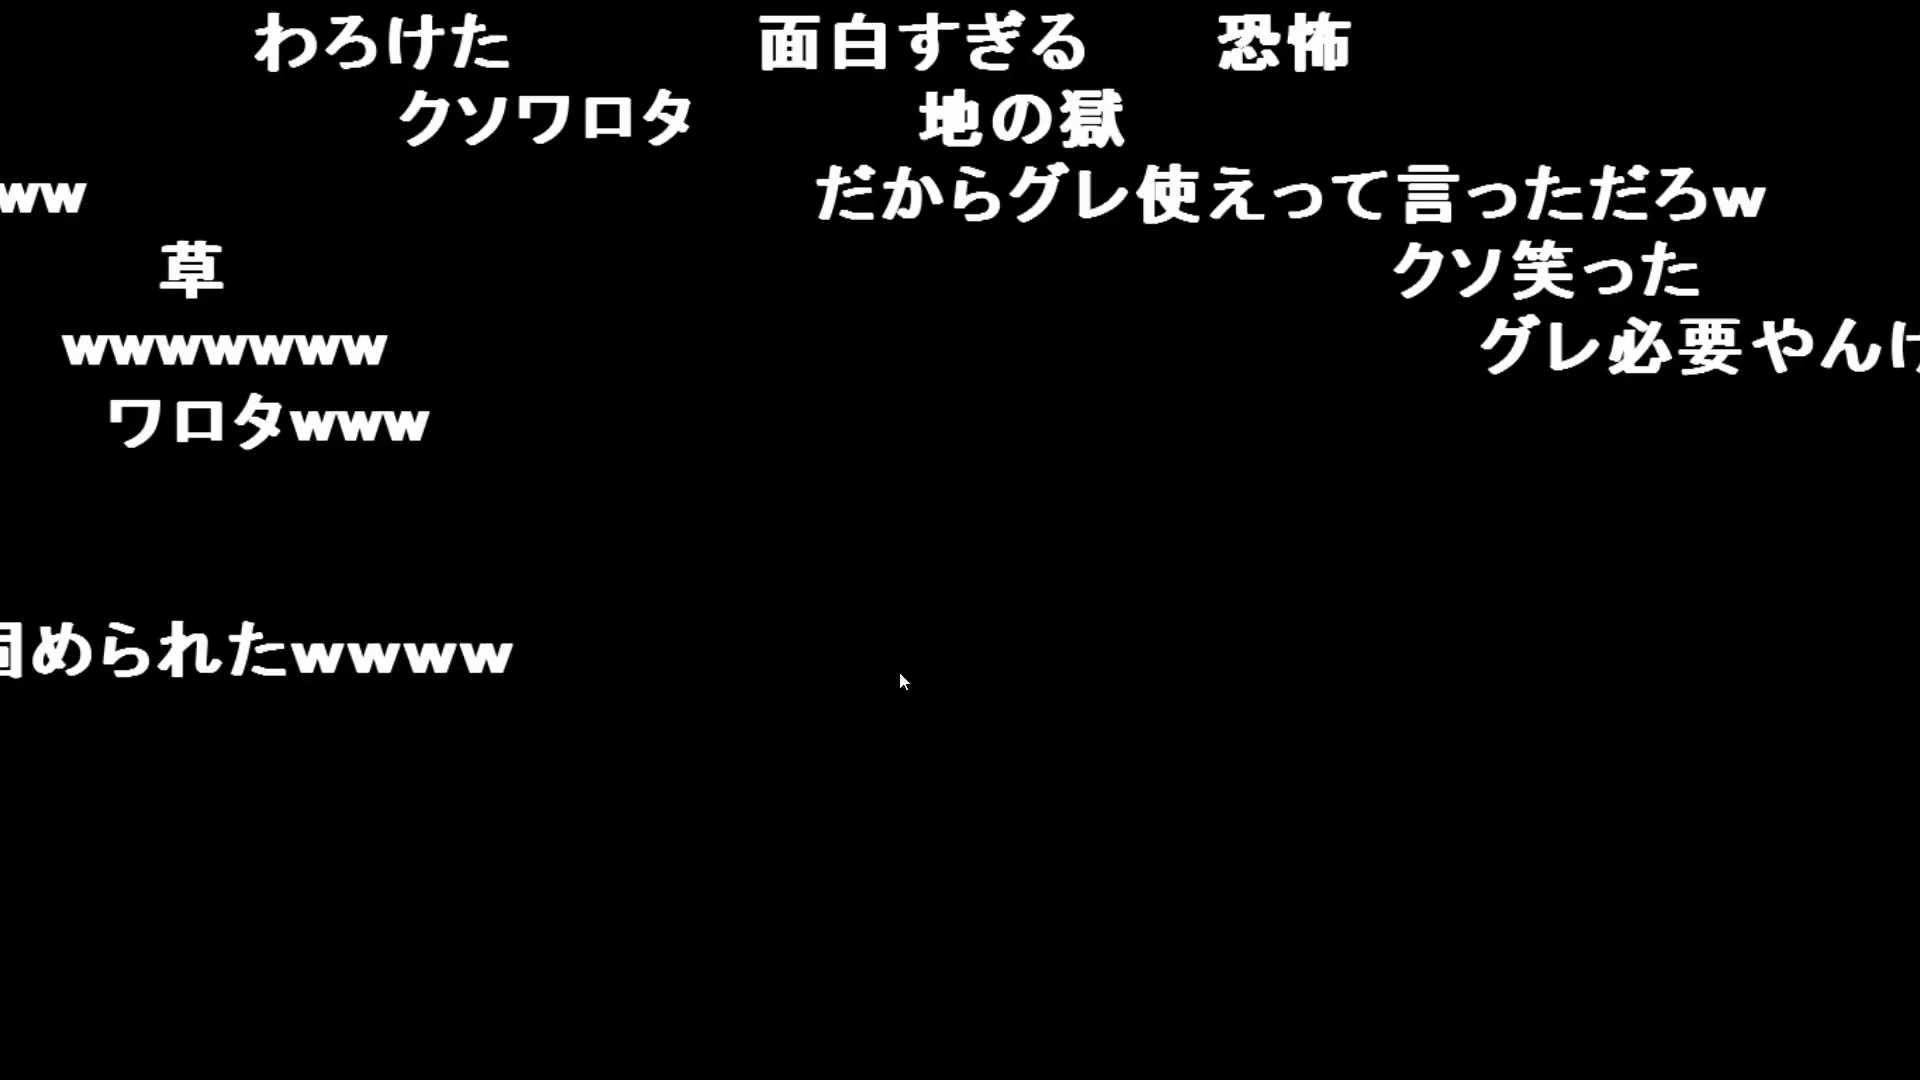 わろけた 面白すぎる 恐怖
クソワロタ 地の獄
ww だからグレ使えって言っただろw
草 クソ笑った
wwwwwwww グレ必要やんけ
ワロタwww
固められたwwww